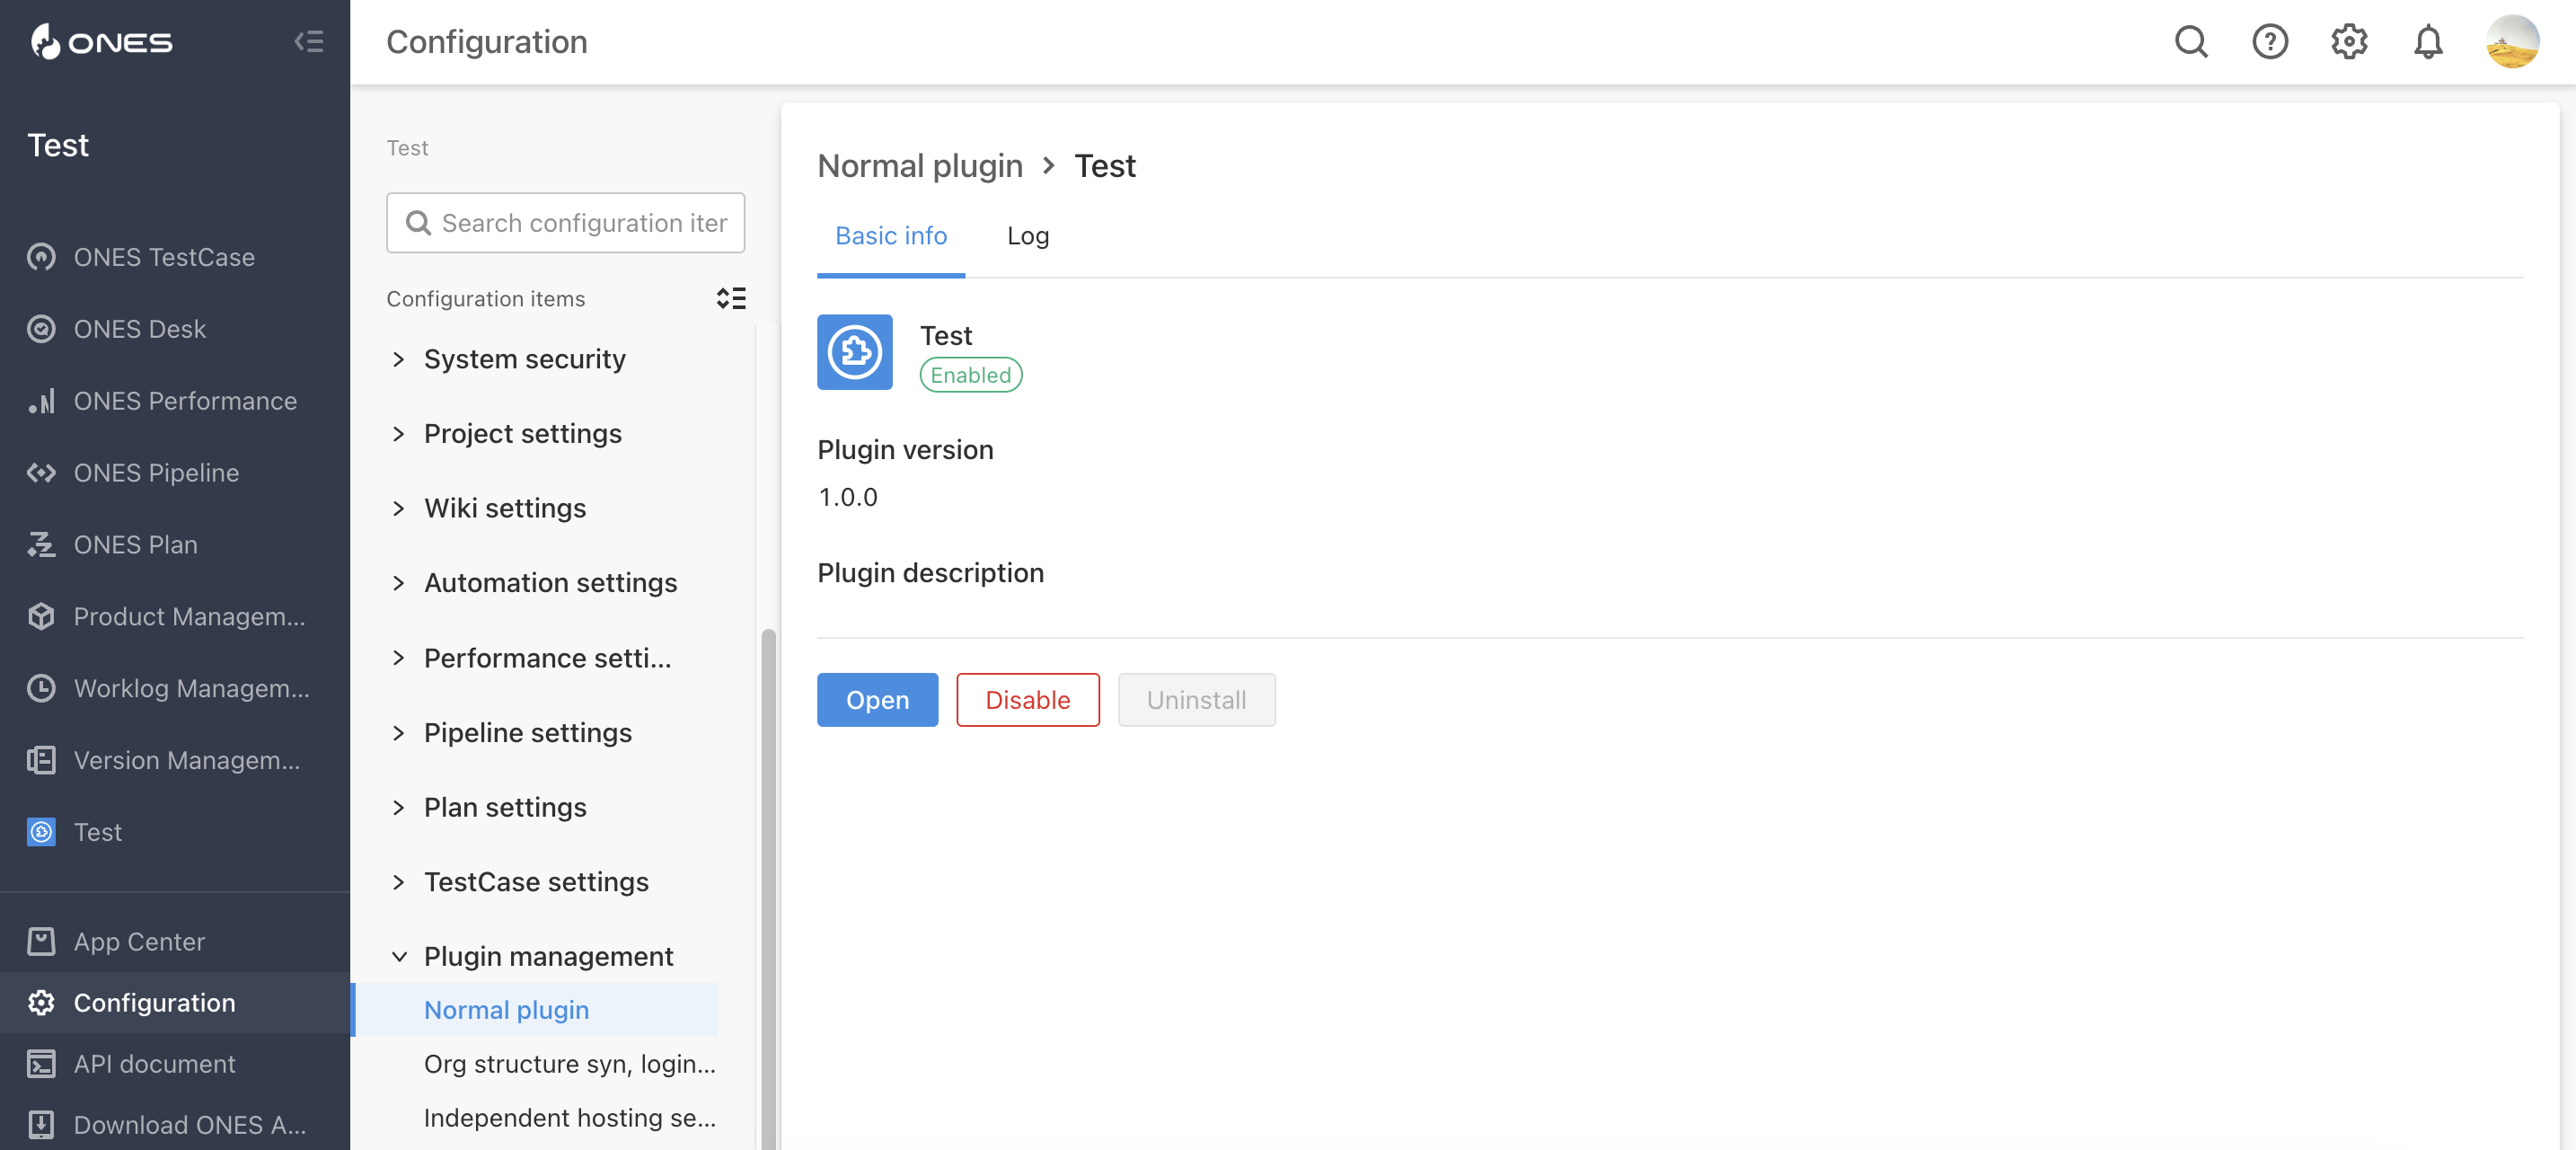 ONES
Configuration
Test
ONES TestCase
ONES Desk
ONES Performance
ONES Pipeline
ONES Plan
Product Managem...
Worklog Managem...
Version Managem...
Test
App Center
Configuration
API document
Download ONES A...
Test
Search configuration iter
Configuration items
System security
Project settings
Wiki settings
Automation settings
Performance setti...
Pipeline settings
Plan settings
TestCase settings
Plugin management
Normal plugin
Org structure syn, login...
Independent hosting se...
Normal plugin > Test
Basic info Log
Test
Enabled
Plugin version
1.0.0
Plugin description
Open Disable Uninstall